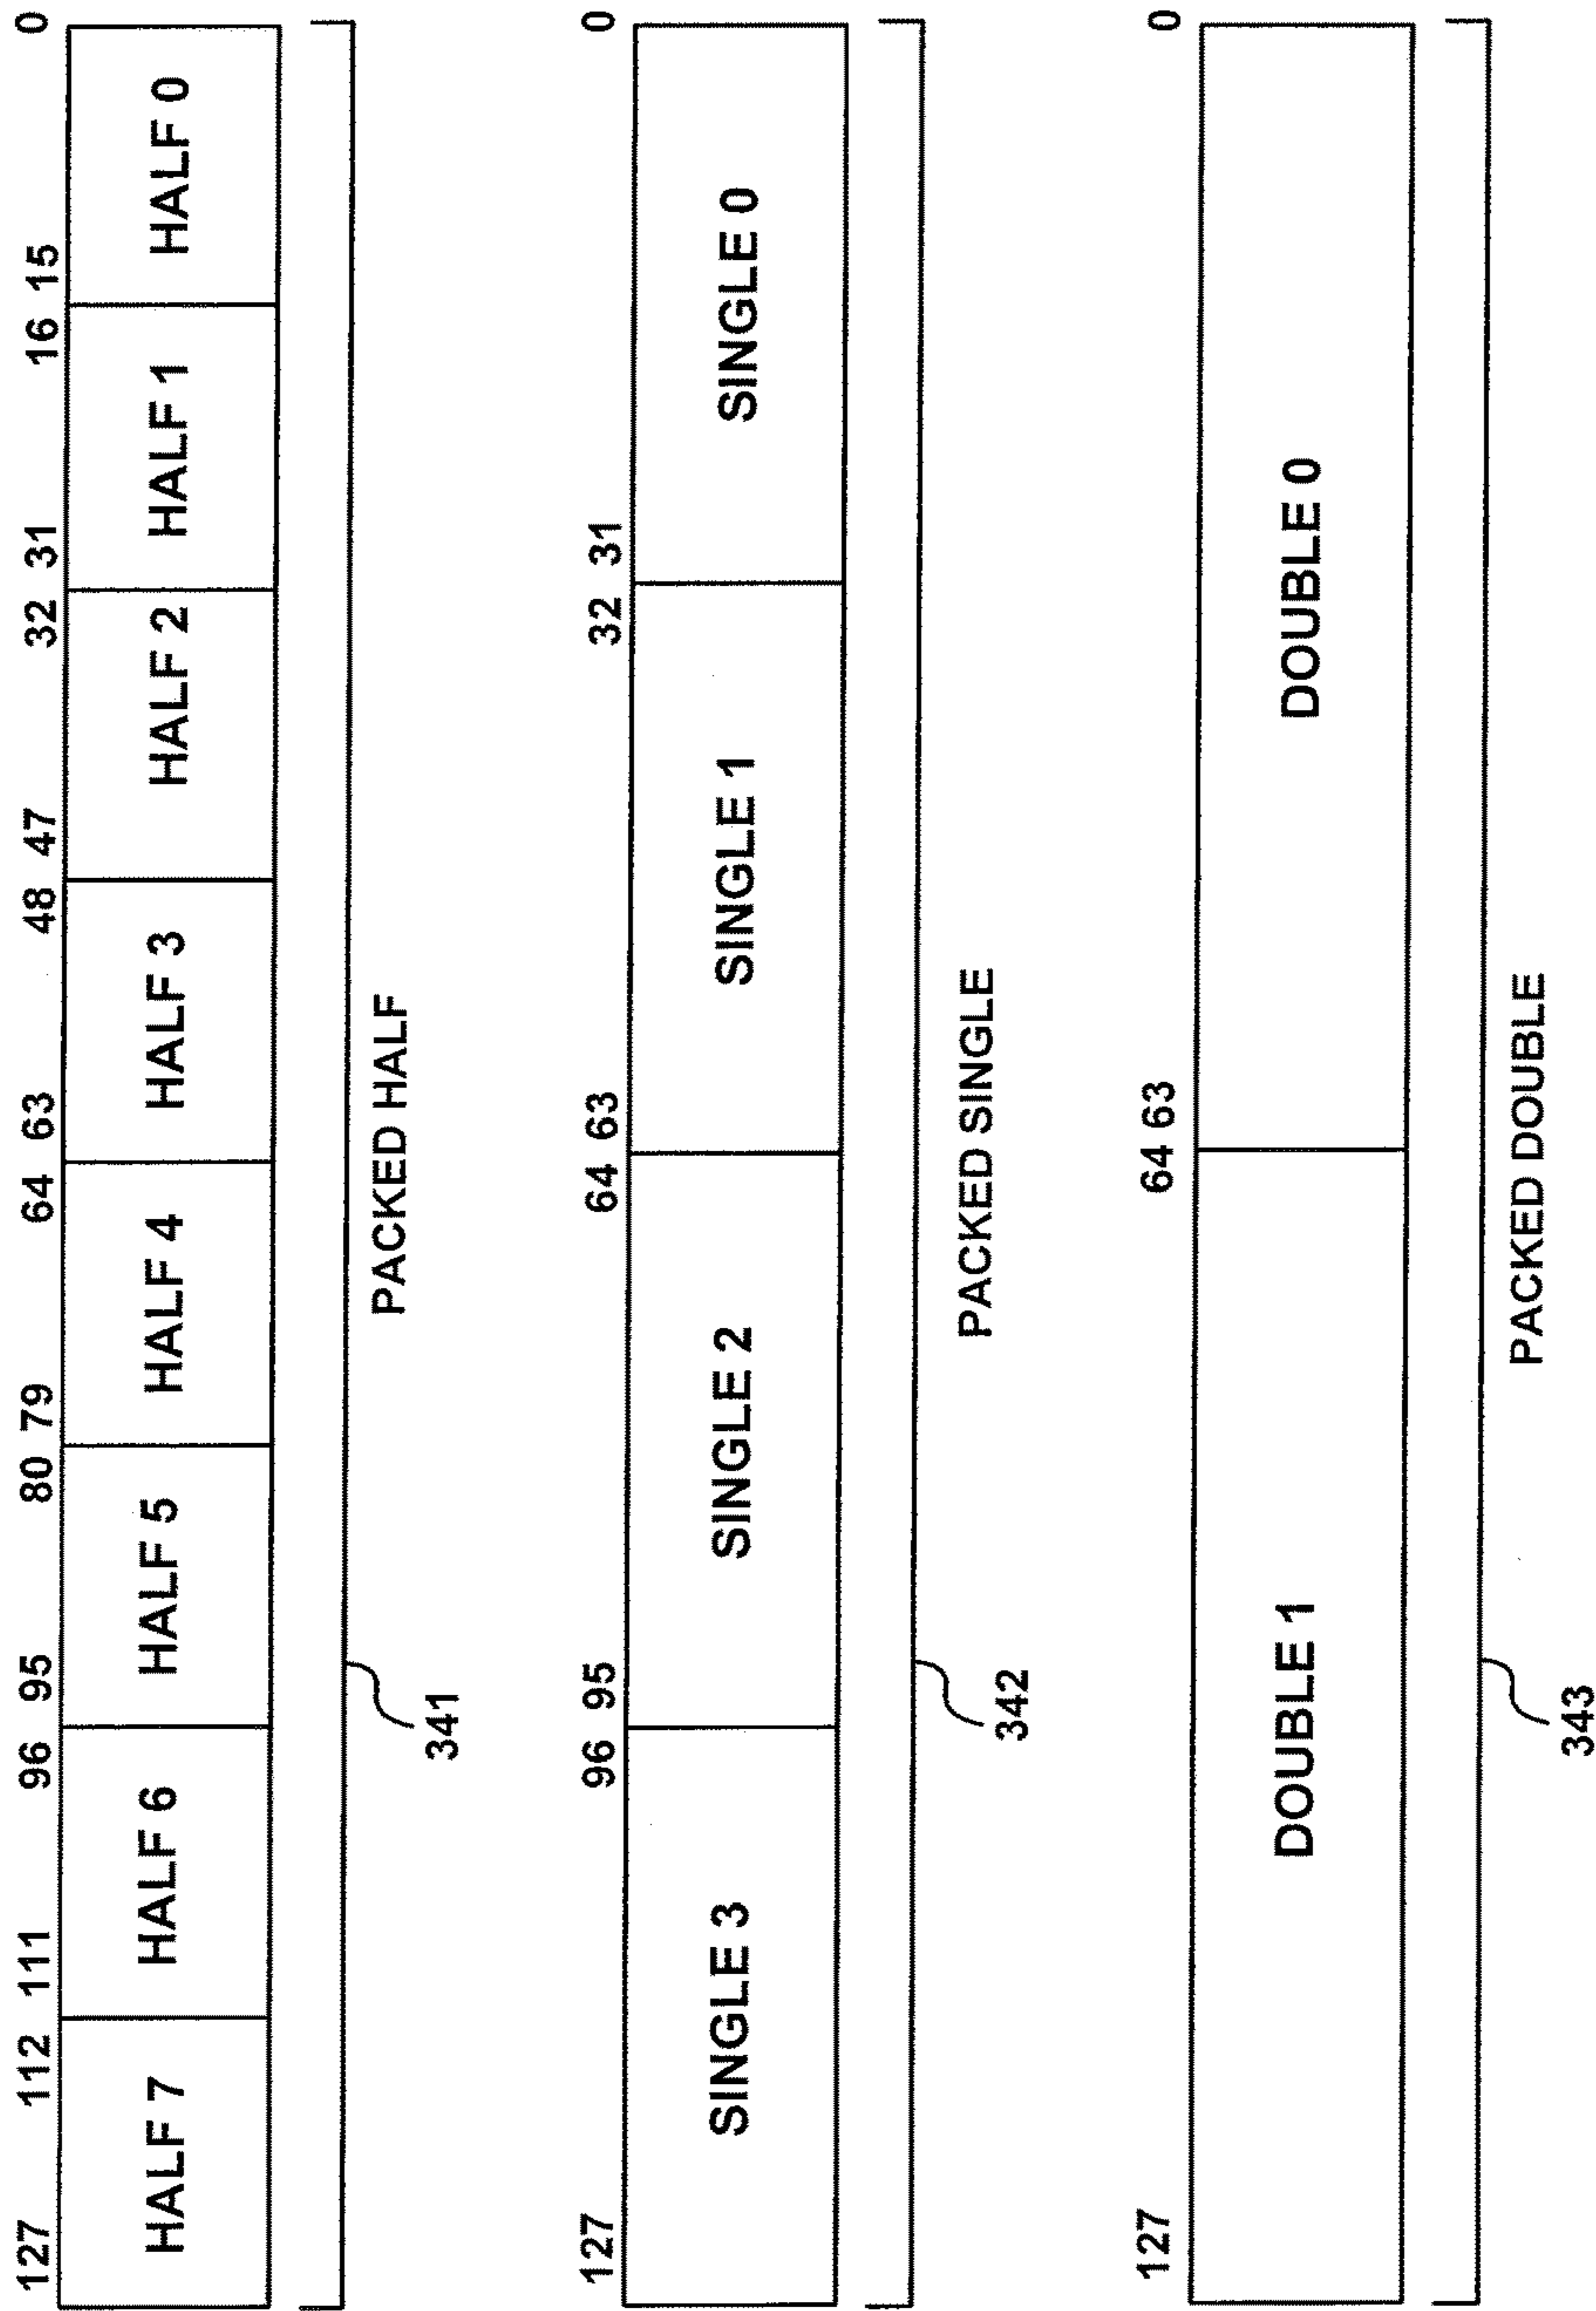 127 112 111 96 95 80 79 64 63 48 47 32 31 16 15 0
HALF 7 HALF 6 HALF 5 HALF 4 HALF 3 HALF 2 HALF 1 HALF 0
341
PACKED HALF
127 96 95 64 63 32 31 0
SINGLE 3 SINGLE 2 SINGLE 1 SINGLE 0
342
PACKED SINGLE
127 64 63 0
DOUBLE 1 DOUBLE 0
343
PACKED DOUBLE